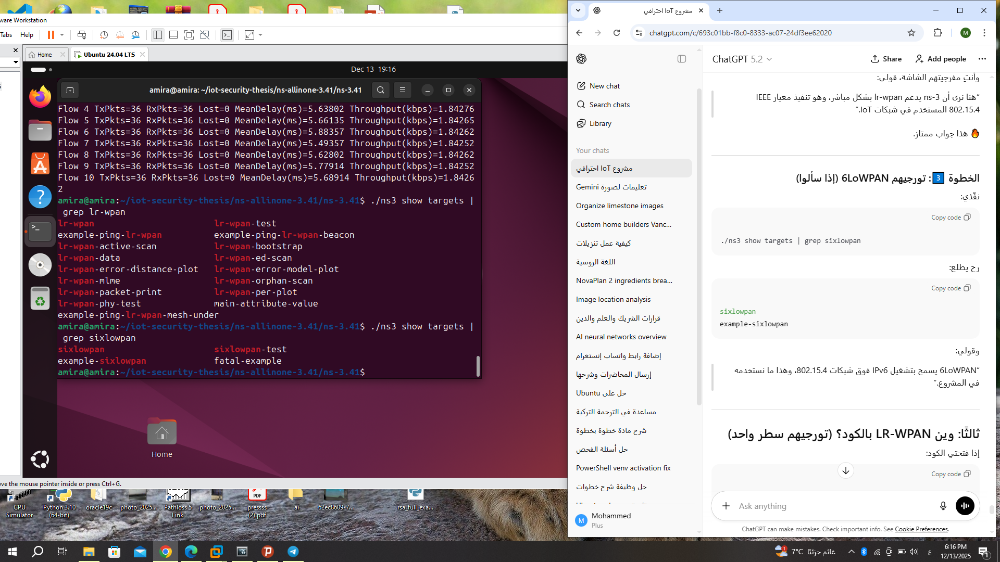 ware Workstation
Tabs Help
Home
Ubuntu 24.04 LTS
Dec 13 19:16
amira@amira: ~/iot-security-thesis/ns-allinone-3.41/ns-3.41
Flow 4 TxPkts=36 RxPkts=36 Lost=0 MeanDelay(ms)=5.63802 Throughput(kbps)=1.84276
Flow 5 TxPkts=36 RxPkts=36 Lost=0 MeanDelay(ms)=5.66135 Throughput(kbps)=1.84265
Flow 6 TxPkts=36 RxPkts=36 Lost=0 MeanDelay(ms)=5.88357 Throughput(kbps)=1.84262
Flow 7 TxPkts=36 RxPkts=36 Lost=0 MeanDelay(ms)=5.49357 Throughput(kbps)=1.84252
Flow 8 TxPkts=36 RxPkts=36 Lost=0 MeanDelay(ms)=5.62802 Throughput(kbps)=1.84262
Flow 9 TxPkts=36 RxPkts=36 Lost=0 MeanDelay(ms)=5.77914 Throughput(kbps)=1.84252
Flow 10 TxPkts=36 RxPkts=36 Lost=0 MeanDelay(ms)=5.68914 Throughput(kbps)=1.8426
2
amira@amira:~/iot-security-thesis/ns-allinone-3.41/ns-3.41$ ./ns3 show targets |
grep lr-wpan
lr-wpan lr-wpan-test
example-ping-lr-wpan example-ping-lr-wpan-beacon
lr-wpan-active-scan lr-wpan-bootstrap
lr-wpan-data lr-wpan-ed-scan
lr-wpan-error-distance-plot lr-wpan-error-model-plot
lr-wpan-mlme lr-wpan-orphan-scan
lr-wpan-packet-print lr-wpan-per-plot
lr-wpan-phy-test main-attribute-value
example-ping-lr-wpan-mesh-under
amira@amira:~/iot-security-thesis/ns-allinone-3.41/ns-3.41$ ./ns3 show targets |
grep sixlowpan
sixlowpan sixlowpan-test
example-sixlowpan fatal-example
amira@amira:~/iot-security-thesis/ns-allinone-3.41/ns-3.41$
Home
ove the mouse pointer inside or press Ctrl+G.
CPU Simulator
Python 3.10 (64-bit)
oracle19c
photo_2025...
Pathloss 5 Link
photo_2025...
pressss (2).pdf
ai
62ec8609-7...
rsa_full_exa...
مشروع IoT احترافي
chatgpt.com/c/693c01bb-f8c0-8333-ac07-24df3ee62020
M
New chat
Search chats
Library
Your chats
مشروع IoT احترافي
تعليمات لصورة Gemini
Organize limestone images
Custom home builders Vanc...
كيفية عمل تنزيلات
اللغة الروسية
NovaPlan 2 ingredients brea...
Image location analysis
قرارات الشريك والعلم والدين
AI neural networks overview
إضافة رابط واتساب إنستغرام
إرسال المحاضرات وشرحها
حل على Ubuntu
مساعدة في الترجمة التركية
شرح مادة خطوة بخطوة
حل أسئلة الفحص
PowerShell venv activation fix
حل وظيفة شرح خطوات
M
Mohammed
Plus
ChatGPT 5.2
Share
Add people
وأنتِ مفرجيتهم الشاشة، قولي:
“هنا نرى أن ns-3 يدعم lr-wpan بشكل مباشر، وهو تنفيذ معيار IEEE
802.15.4 المستخدم في شبكات IoT.”
🔥 هذا جواب ممتاز.
الخطوة 3️⃣: تورجيهم 6LoWPAN (إذا سألوا)
نفّذي:
Copy code
./ns3 show targets | grep sixlowpan
رح يطلع:
Copy code
sixlowpan
example-sixlowpan
وقولي:
“6LoWPAN يسمح بتشغيل IPv6 فوق شبكات 802.15.4، وهذا ما نستخدمه
في المشروع.”
ثالثًا: وين LR-WPAN بالكود؟ (تورجيهم سطر واحد)
إذا فتحتي الكود:
Copy code
Ask anything
ChatGPT can make mistakes. Check important info. See Cookie Preferences.
1
7°C غائم جزئيًا
ع
6:16 PM
12/13/2025
1